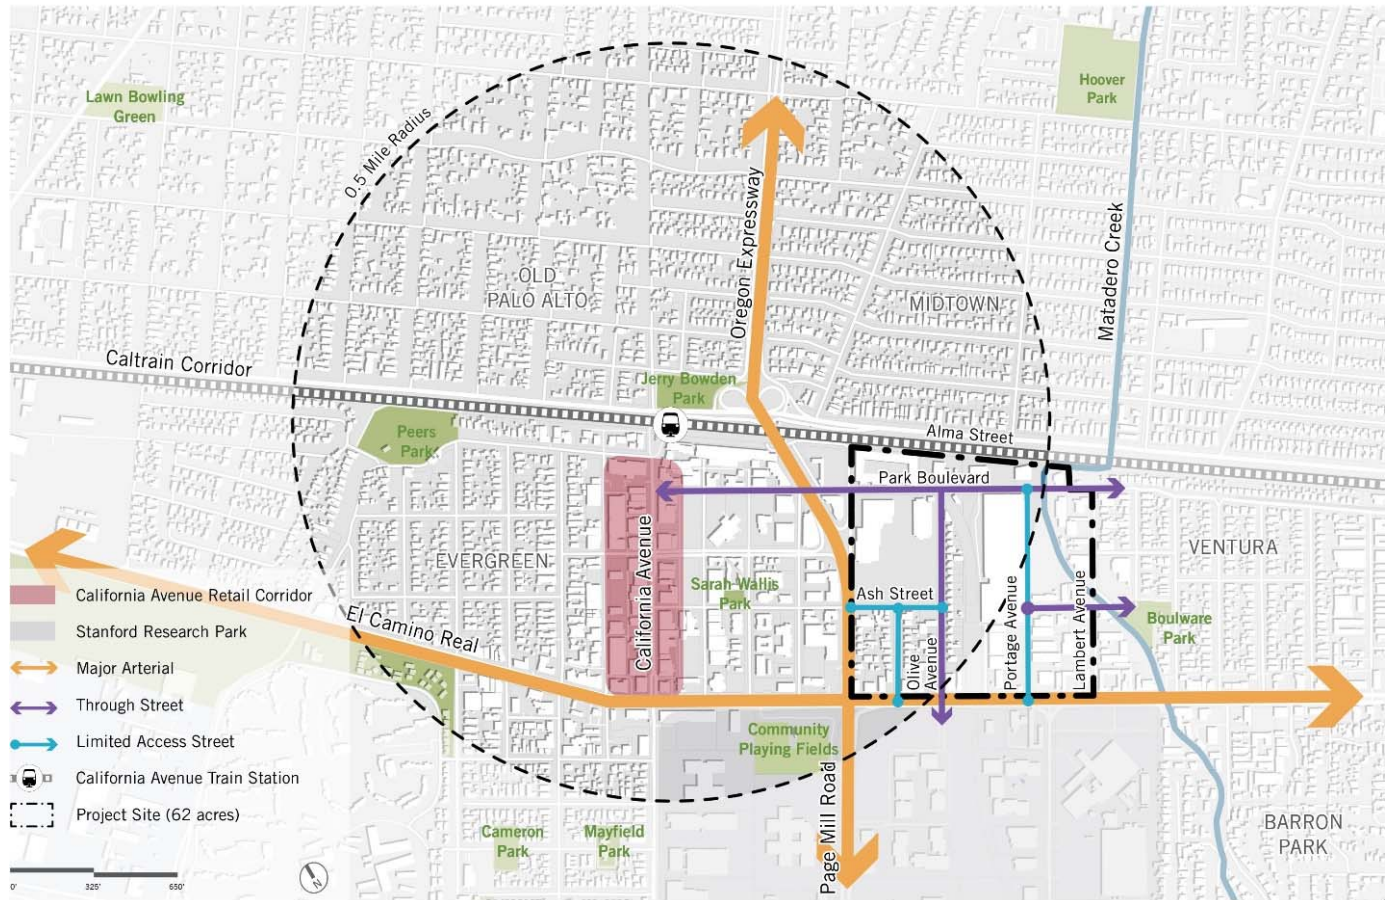 Lawn Bowling
Green
Hoover
Park
0.5 Mile Radius
Oregon Expressway
Matadero Creek
OLD
PALO ALTO
MIDTOWN
Caltrain Corridor
Jerry Bowden
Park
Peers
Park
Alma Street
Park Boulevard
EVERGREEN
California Avenue
Sarah Wallis
Park
Ash Street
Olive
Avenue
Portage Avenue
Lambert Avenue
VENTURA
Boulware
Park
El Camino Real
California Avenue Retail Corridor
Stanford Research Park
Major Arterial
Through Street
Limited Access Street
California Avenue Train Station
Project Site (62 acres)
Community
Playing Fields
Page Mill Road
Cameron
Park
Mayfield
Park
BARRON
PARK
0' 325' 650'
N